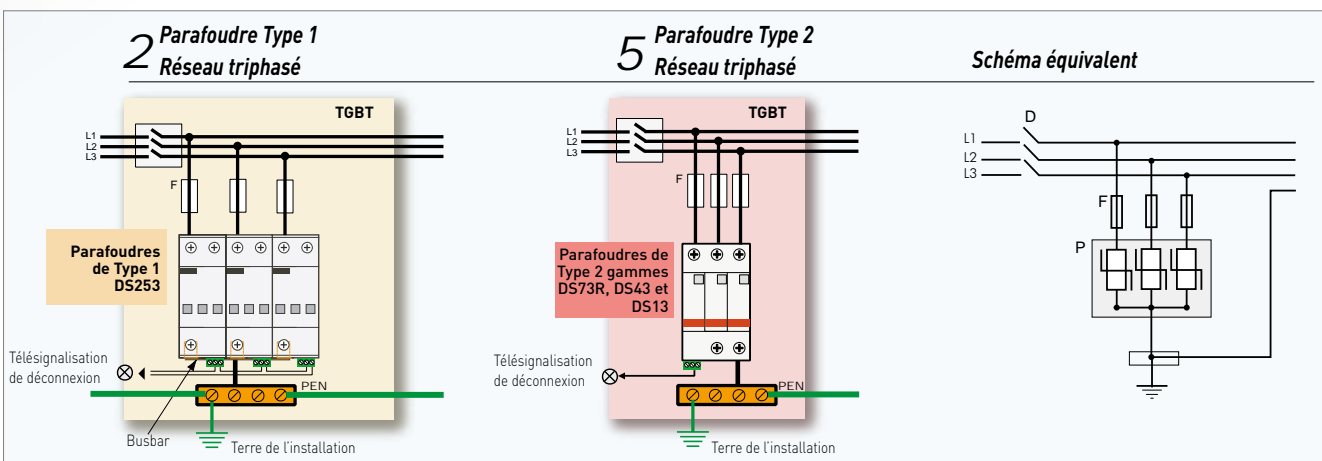 2 Parafoudre Type 1
Réseau triphasé
TGBT
L1
L2
L3
F
Parafoudres
de Type 1
DS253
Télésignalisation
de déconnexion
PEN
Busbar
Terre de l'installation
5 Parafoudre Type 2
Réseau triphasé
TGBT
L1
L2
L3
F
Parafoudres de
Type 2 gammes
DS73R, DS43 et
DS13
Télésignalisation
de déconnexion
PEN
Terre de l'installation
Schéma équivalent
D
L1
L2
L3
F
P